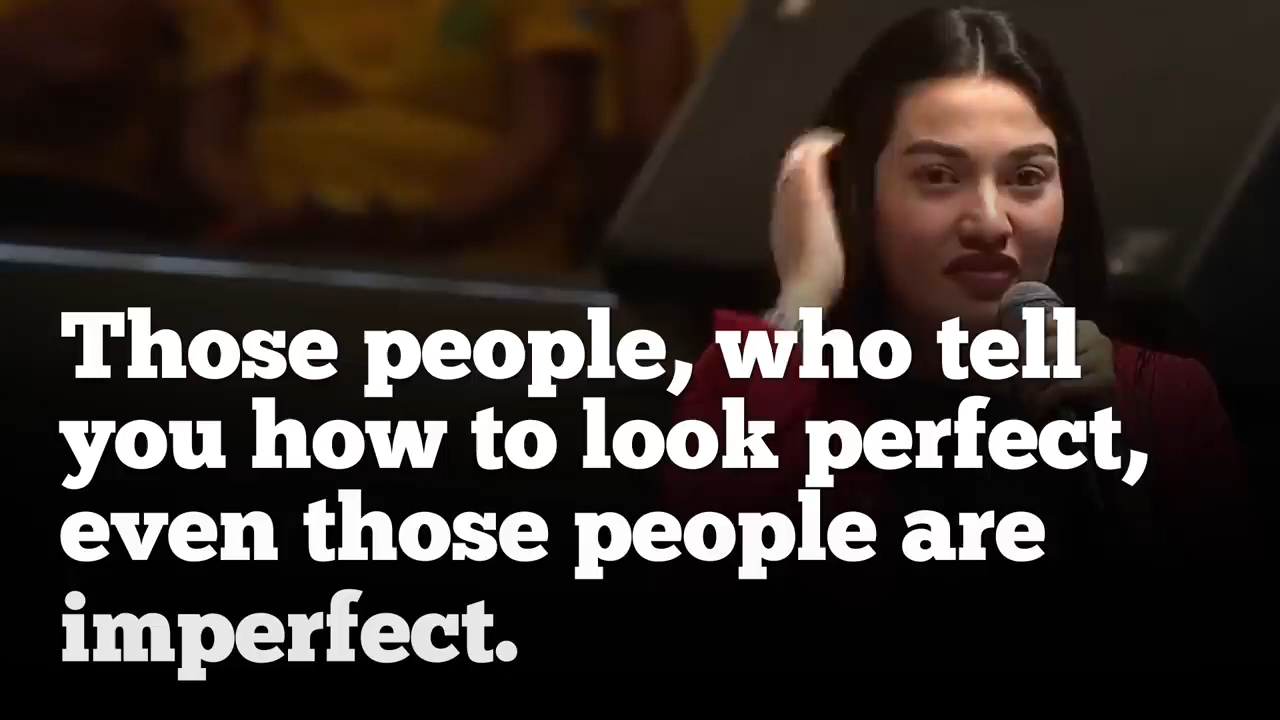 Those people, who tell
you how to look perfect,
even those people are
imperfect.